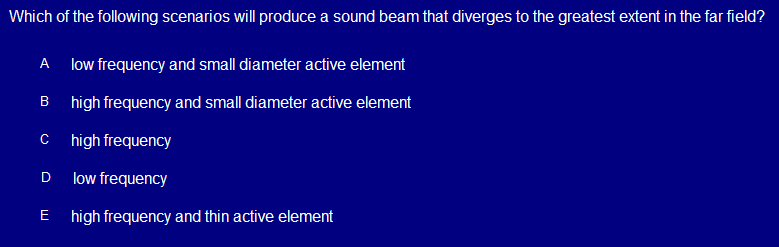 Which of the following scenarios will produce a sound beam that diverges to the greatest extent in the far field?
A low frequency and small diameter active element
B high frequency and small diameter active element
C high frequency
D low frequency
E high frequency and thin active element